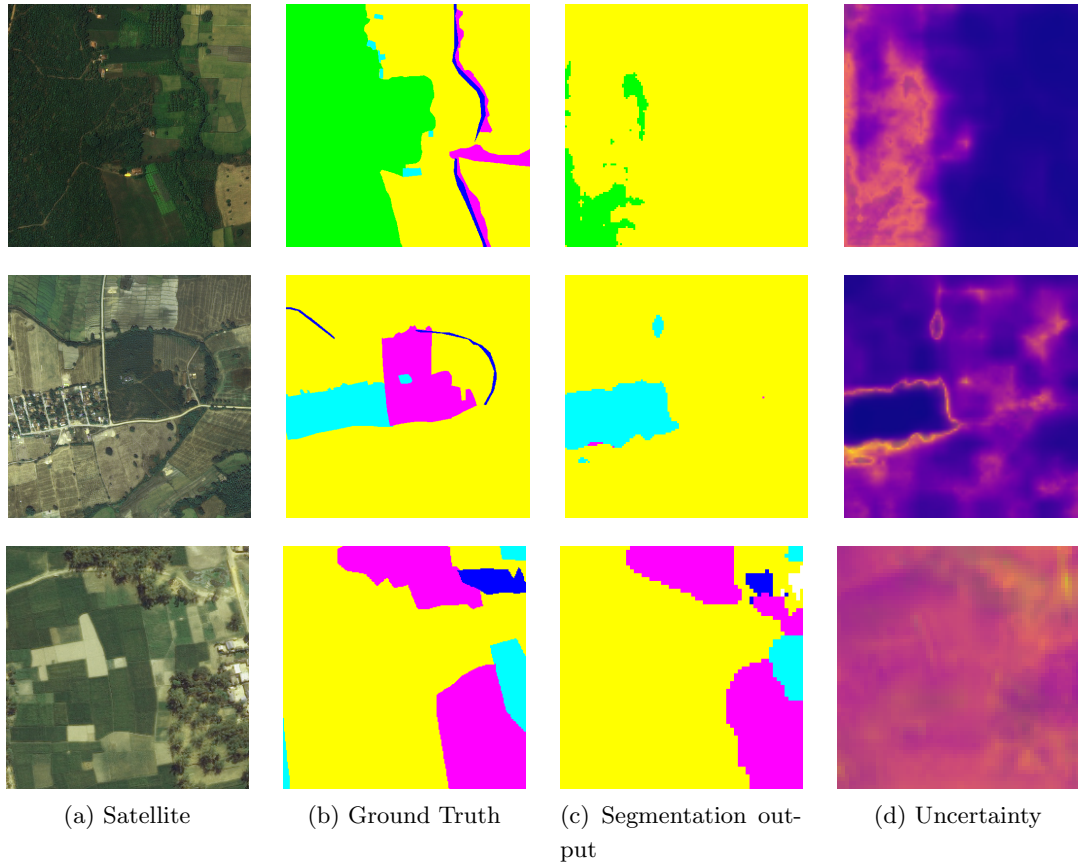 (a) Satellite
(b) Ground Truth
(c) Segmentation out-
put
(d) Uncertainty